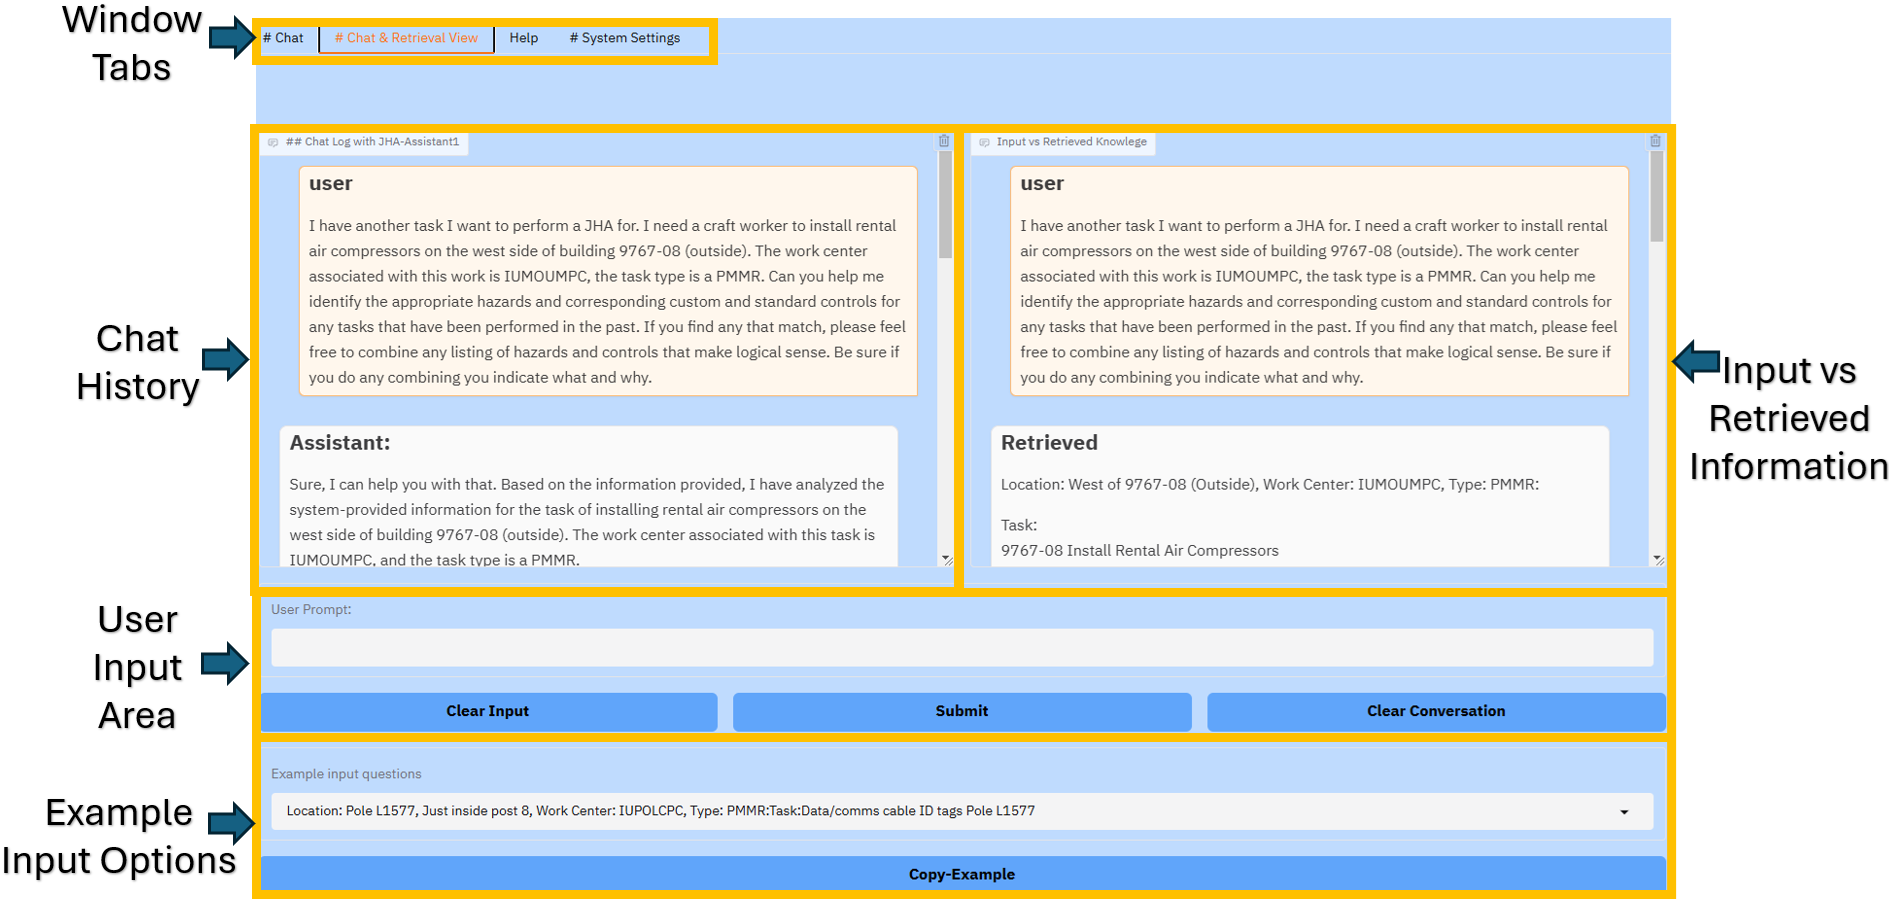 Window
Tabs
# Chat
# Chat & Retrieval View
Help
# System Settings
Chat
History
## Chat Log with JHA-Assistant1
user
I have another task I want to perform a JHA for. I need a craft worker to install rental
air compressors on the west side of building 9767-08 (outside). The work center
associated with this work is IUMOUMPC, the task type is a PMMR. Can you help me
identify the appropriate hazards and corresponding custom and standard controls for
any tasks that have been performed in the past. If you find any that match, please feel
free to combine any listing of hazards and controls that make logical sense. Be sure if
you do any combining you indicate what and why.
Assistant:
Sure, I can help you with that. Based on the information provided, I have analyzed the
system-provided information for the task of installing rental air compressors on the
west side of building 9767-08 (outside). The work center associated with this task is
IUMOUMPC, and the task type is a PMMR.
Input vs Retrieved Knowlege
user
I have another task I want to perform a JHA for. I need a craft worker to install rental
air compressors on the west side of building 9767-08 (outside). The work center
associated with this work is IUMOUMPC, the task type is a PMMR. Can you help me
identify the appropriate hazards and corresponding custom and standard controls for
any tasks that have been performed in the past. If you find any that match, please feel
free to combine any listing of hazards and controls that make logical sense. Be sure if
you do any combining you indicate what and why.
Retrieved
Location: West of 9767-08 (Outside), Work Center: IUMOUMPC, Type: PMMR:
Task:
9767-08 Install Rental Air Compressors
Input vs
Retrieved
Information
User
Input
Area
User Prompt:
Clear Input
Submit
Clear Conversation
Example
Input Options
Example input questions
Location: Pole L1577, Just inside post 8, Work Center: IUPOLCPC, Type: PMMR:Task:Data/comms cable ID tags Pole L1577
Copy-Example